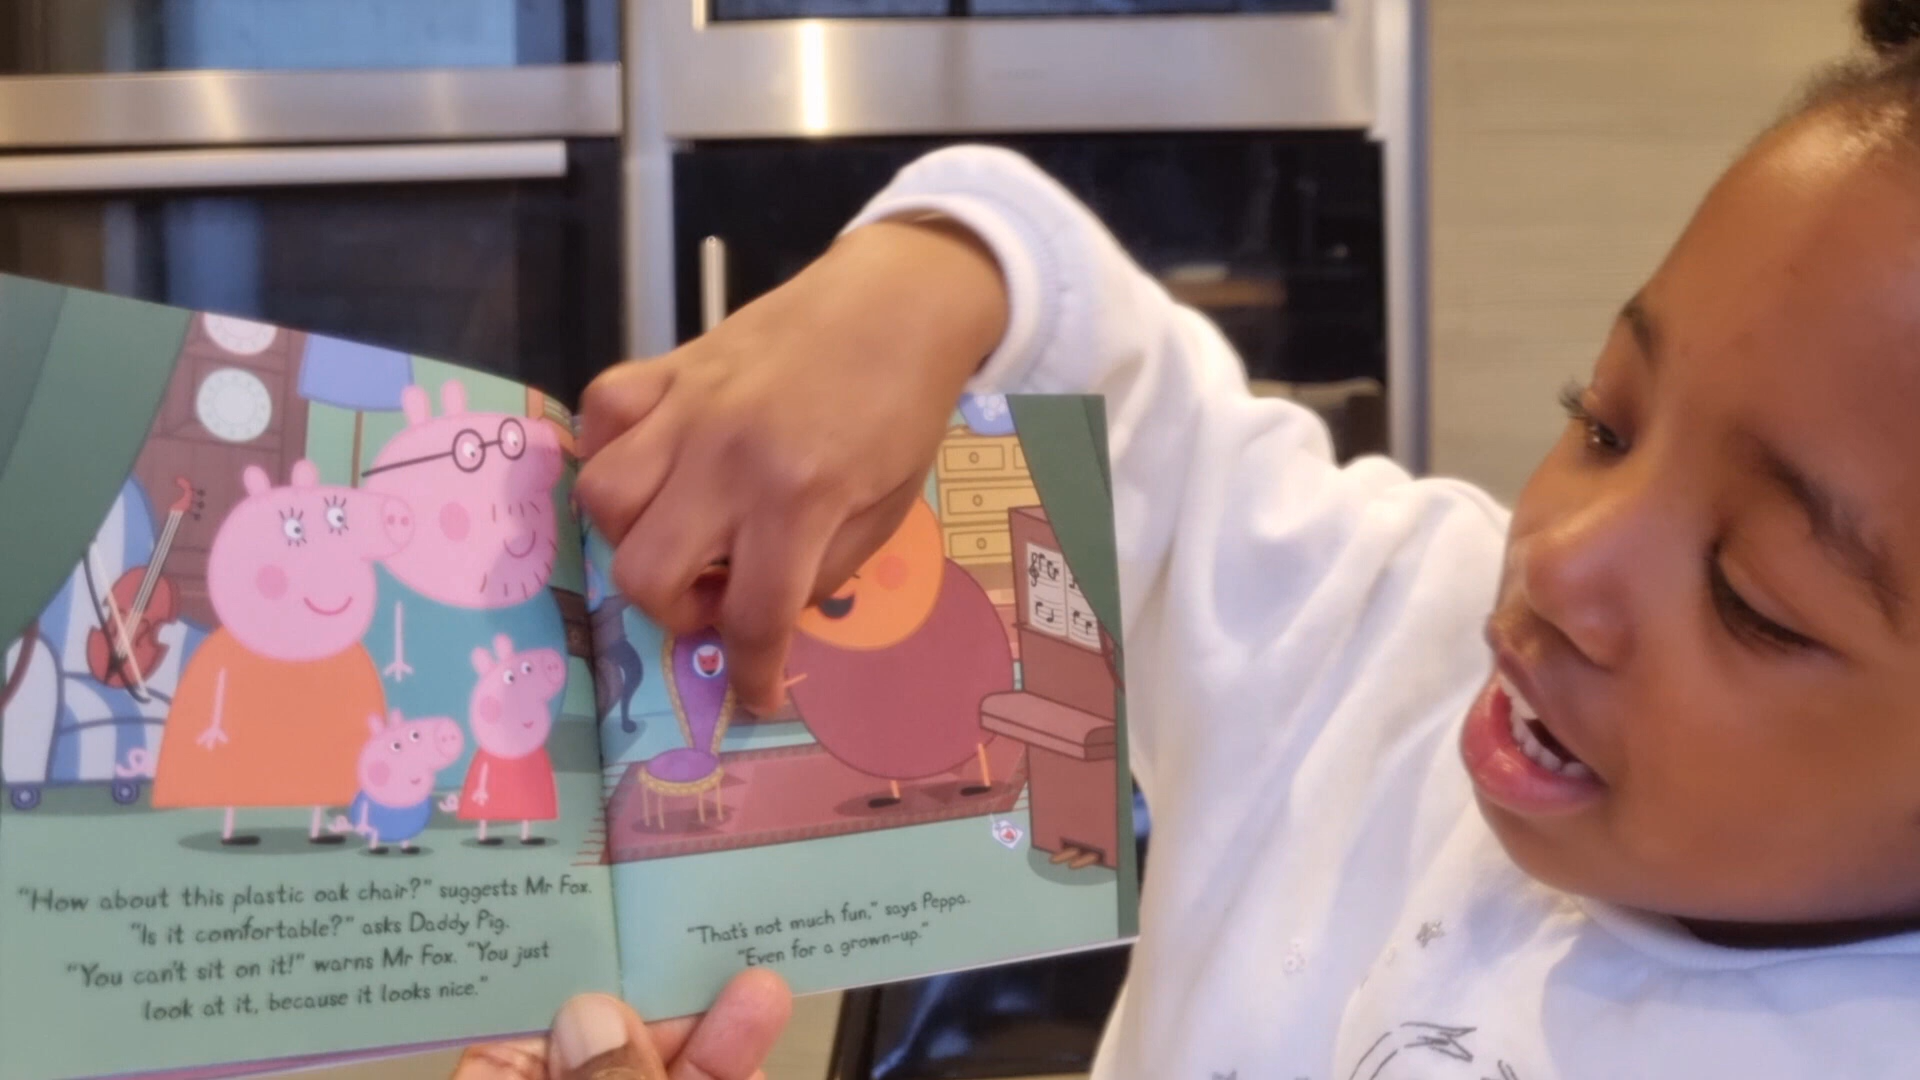 "How about this plastic oak chair?" suggests Mr Fox.
"Is it comfortable?" asks Daddy Pig.
"You can't sit on it!" warns Mr Fox. "You just
look at it, because it looks nice."
"That's not much fun," says Peppa.
"Even for a grown-up."